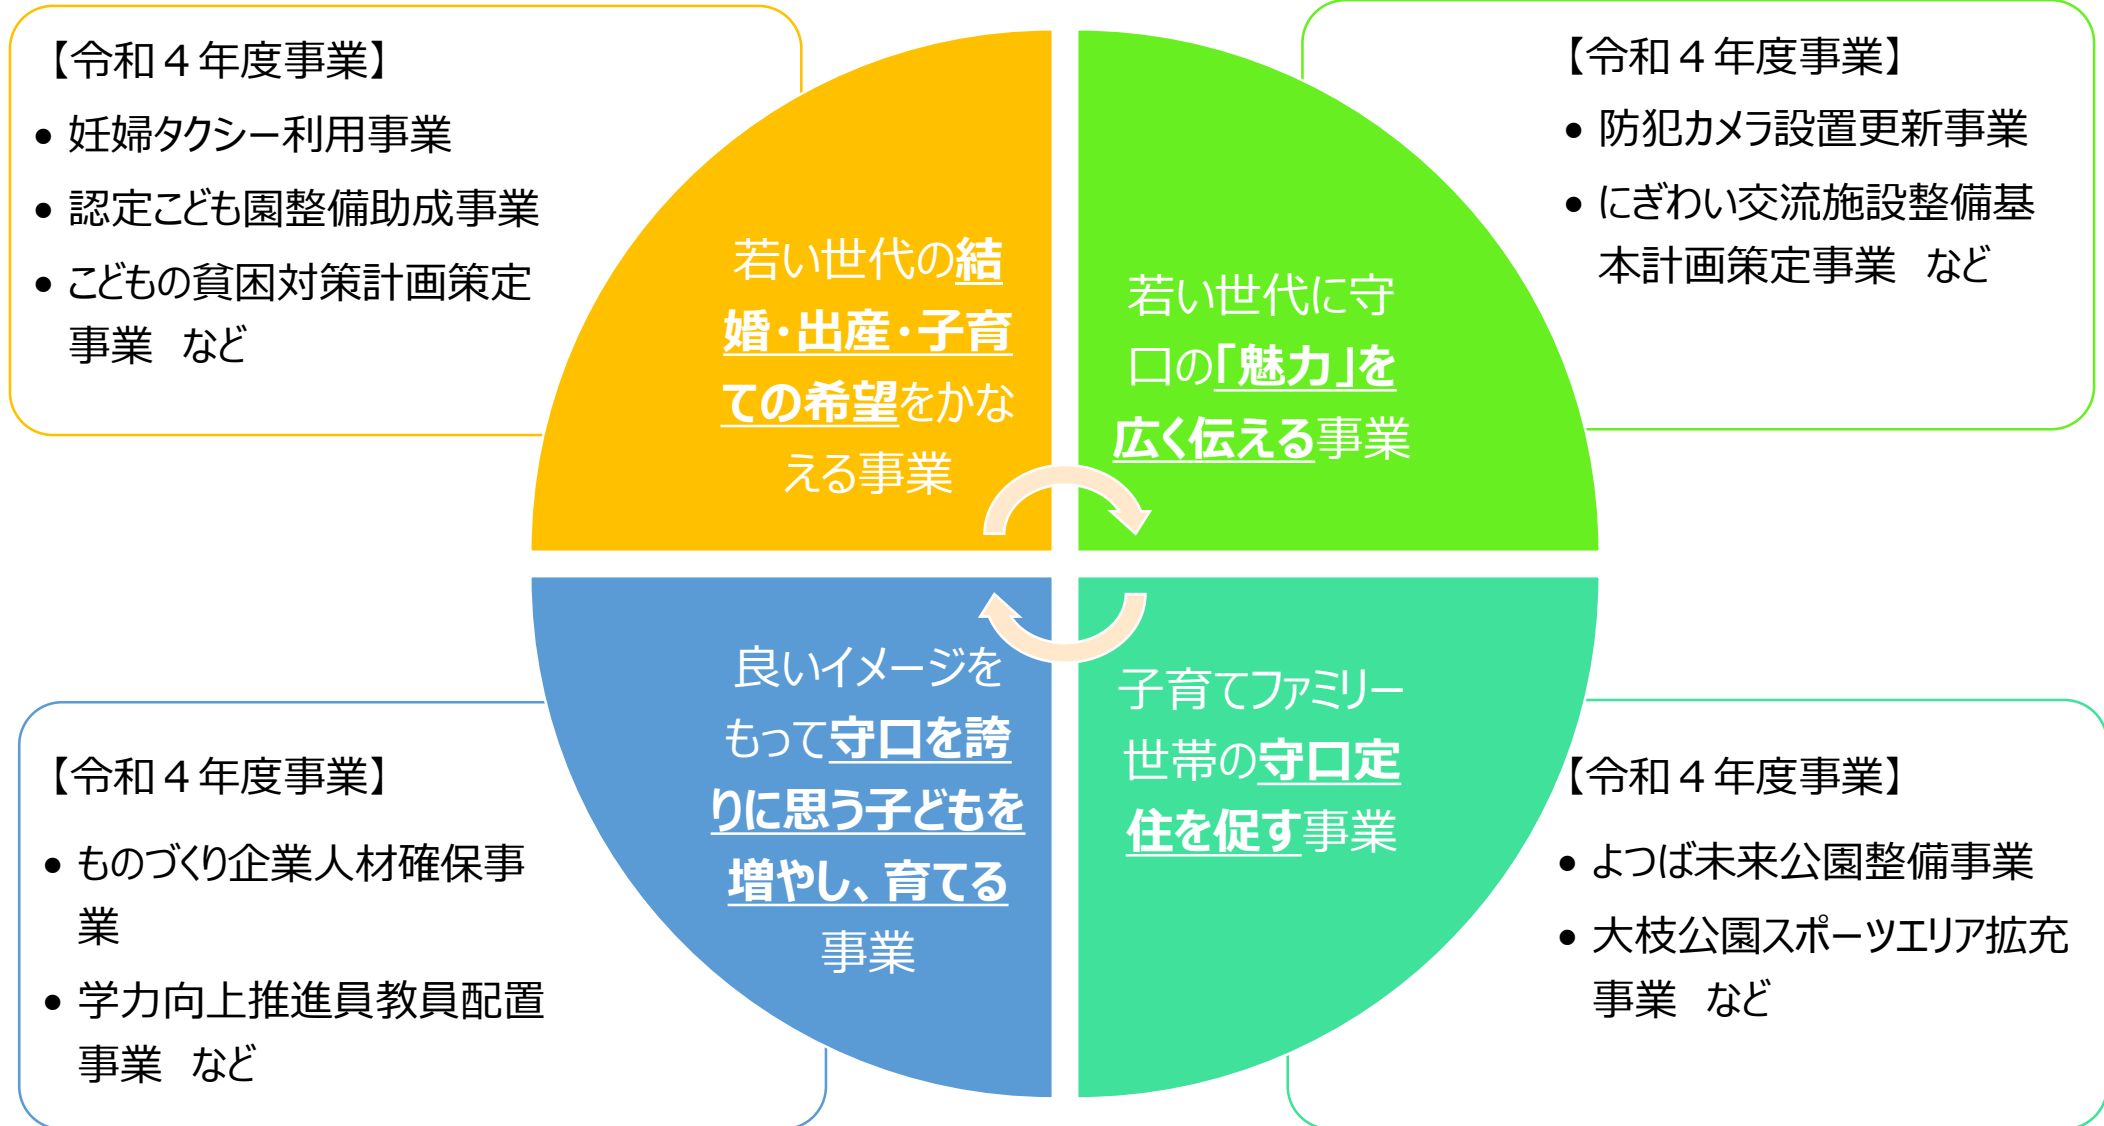 【令和４年度事業】
• 妊婦タクシー利用事業
• 認定こども園整備助成事業
• こどもの貧困対策計画策定
事業　など
若い世代の結
婚・出産・子育
ての希望をかな
える事業
若い世代に守
口の「魅力」を
広く伝える事業
【令和４年度事業】
• 防犯カメラ設置更新事業
• にぎわい交流施設整備基
本計画策定事業　など
【令和４年度事業】
• ものづくり企業人材確保事
業
• 学力向上推進員教員配置
事業　など
良いイメージを
もって守口を誇
りに思う子どもを
増やし、育てる
事業
子育てファミリー
世帯の守口定
住を促す事業
【令和４年度事業】
• よつば未来公園整備事業
• 大枝公園スポーツエリア拡充
事業　など